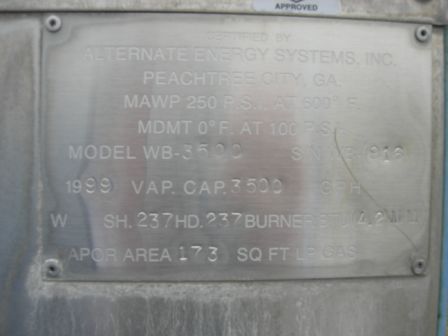 APPROVED
CERTIFIED BY
ALTERNATE ENERGY SYSTEMS, INC.
PEACHTREE CITY, GA.
MAWP 250 P.S.I. AT 600° F.
MDMT 0° F. AT 100 P.S.I.
MODEL WB-3500 S/N
1999 VAP. CAP. 3500 GPH
W SH. 237 HD. 237 BURNER BTU
VAPOR AREA 173 SQ FT LP GAS